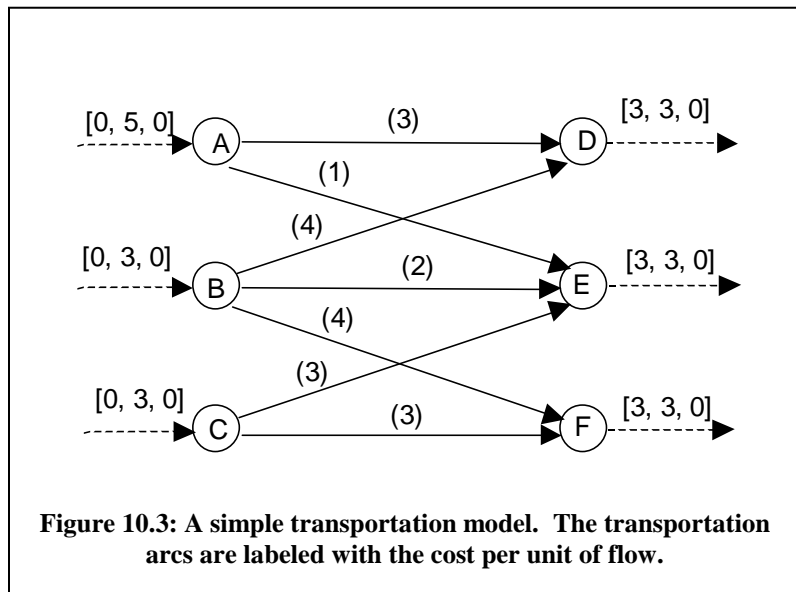 [0, 5, 0]
A
(3)
D
[3, 3, 0]
(1)
(4)
[0, 3, 0]
B
(2)
E
[3, 3, 0]
(4)
(3)
[0, 3, 0]
C
(3)
F
[3, 3, 0]
Figure 10.3: A simple transportation model. The transportation
arcs are labeled with the cost per unit of flow.